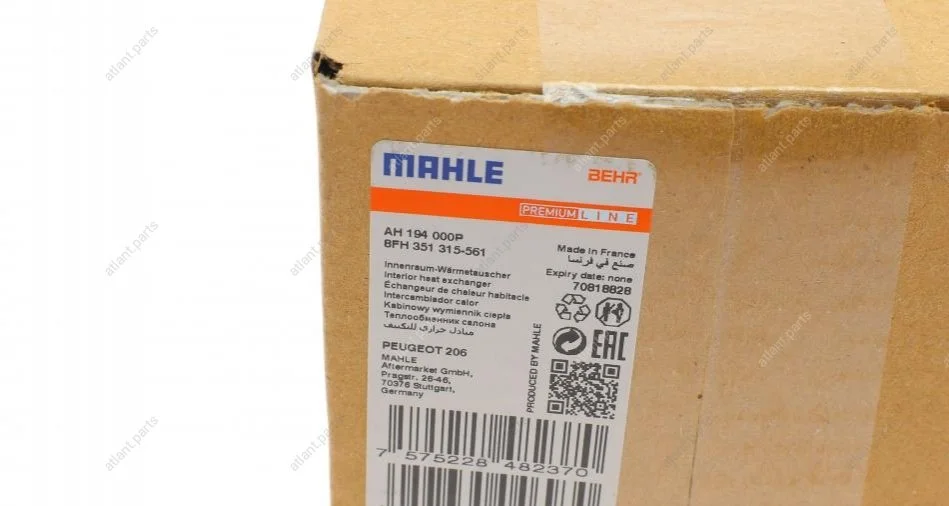 MAHLE
BEHR
PREMIUM LINE
AH 194 000P
8FH 351 315-561
Innenraum-Wärmetauscher
Interior heat exchanger
Échangeur de chaleur habitacle
Intercambiador calor
Kabinowy wymiennik ciepła
Теплообменник салона
مبادل حراري للتكييف
PEUGEOT 206
MAHLE
Aftermarket GmbH,
Pragstr. 26-46,
70376 Stuttgart,
Germany
Made in France
صنع في فرنسا
Expiry date: none
70818828
EAC
PRODUCED BY MAHLE
7 575228 482370
atlant.parts